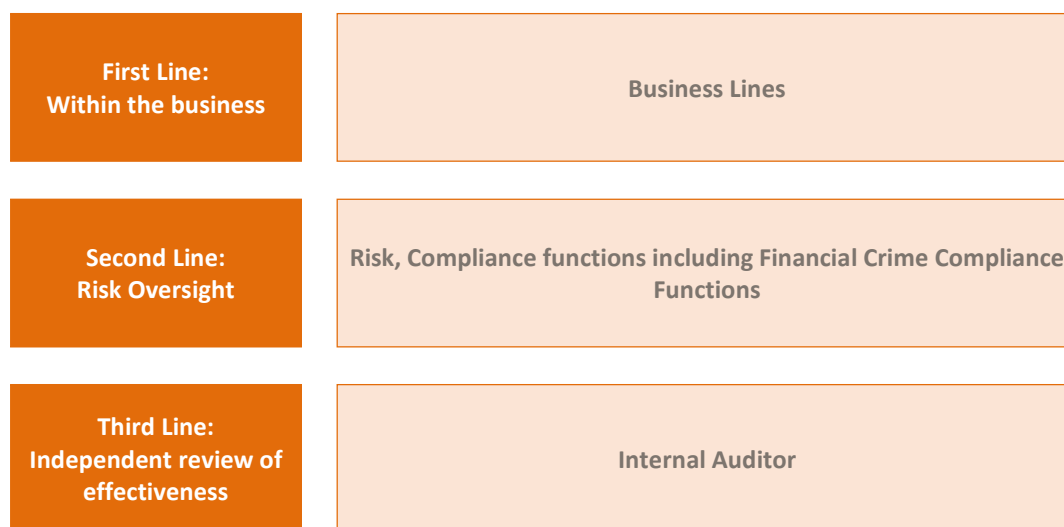 First Line:
Within the business
Business Lines
Second Line:
Risk Oversight
Risk, Compliance functions including Financial Crime Compliance
Functions
Third Line:
Independent review of
effectiveness
Internal Auditor